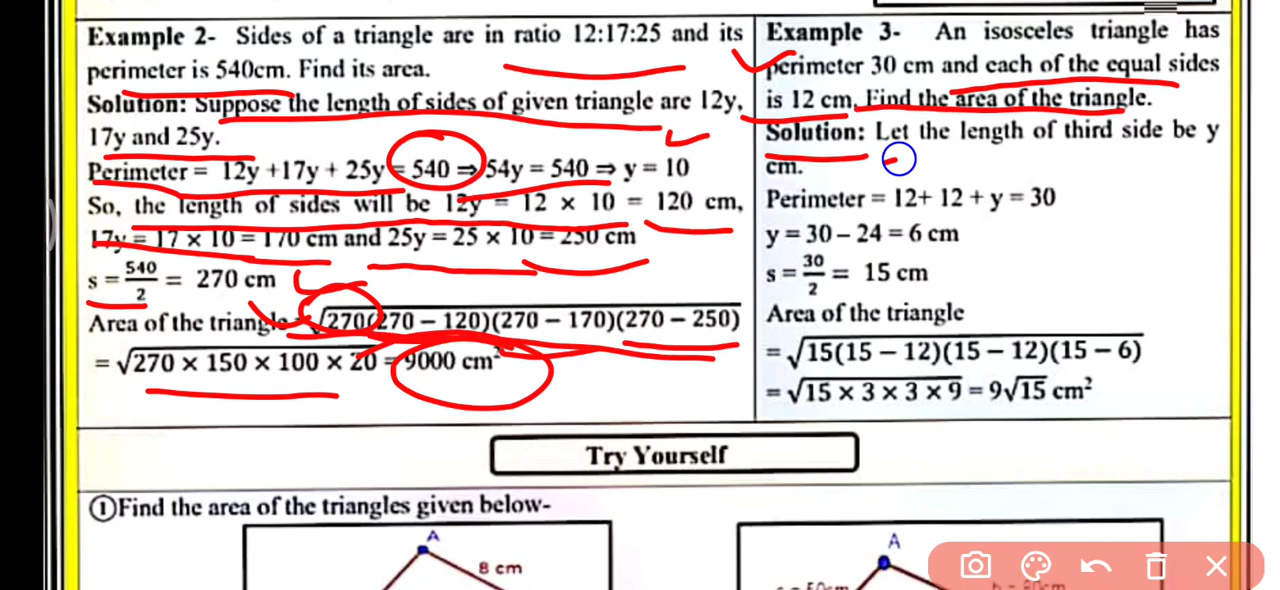 Example 2- Sides of a triangle are in ratio 12:17:25 and its
perimeter is 540cm. Find its area.
Solution: Suppose the length of sides of given triangle are 12y,
17y and 25y.
Perimeter = 12y +17y + 25y = 540 ⇒ 54y = 540 ⇒ y = 10
So, the length of sides will be 12y = 12 × 10 = 120 cm,
17y = 17 × 10 = 170 cm and 25y = 25 × 10 = 250 cm
s = 540/2 = 270 cm
Area of the triangle = √270(270 − 120)(270 − 170)(270 − 250)
= √270 × 150 × 100 × 20 = 9000 cm²
Example 3- An isosceles triangle has
perimeter 30 cm and each of the equal sides
is 12 cm. Find the area of the triangle.
Solution: Let the length of third side be y
cm.
Perimeter = 12+ 12 + y = 30
y = 30 – 24 = 6 cm
s = 30/2 = 15 cm
Area of the triangle
= √15(15 − 12)(15 − 12)(15 − 6)
= √15 × 3 × 3 × 9 = 9√15 cm²
Try Yourself
①Find the area of the triangles given below-
A
8 cm
A